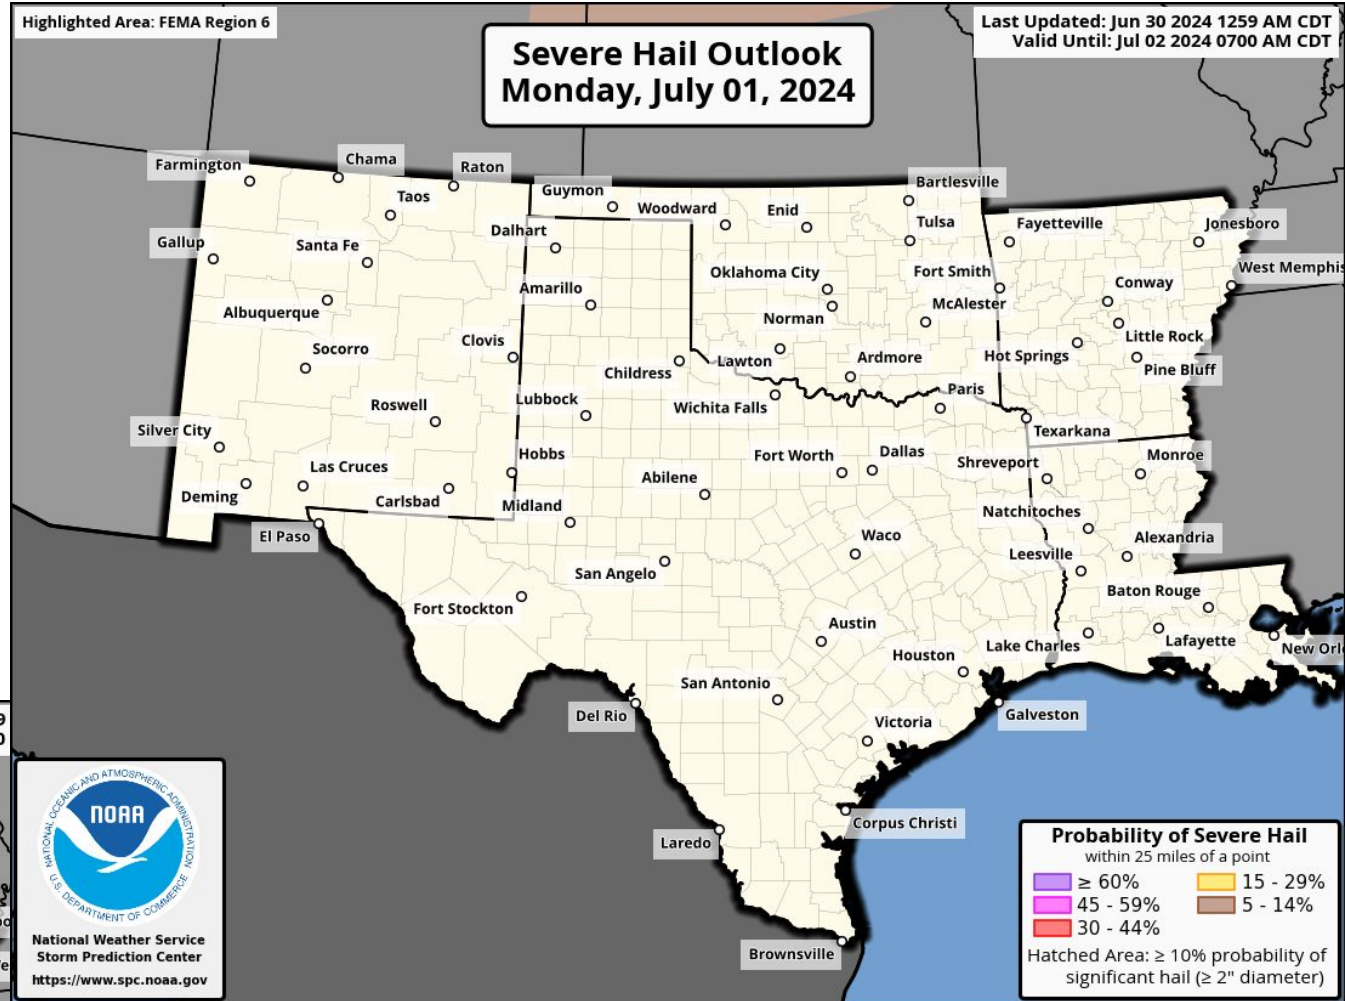 Highlighted Area: FEMA Region 6
Severe Hail Outlook
Monday, July 01, 2024
Last Updated: Jun 30 2024 1259 AM CDT
Valid Until: Jul 02 2024 0700 AM CDT
Farmington
Chama
Raton
Taos
Guymon
Woodward
Enid
Bartlesville
Tulsa
Fayetteville
Jonesboro
Gallup
Santa Fe
Dalhart
Oklahoma City
Fort Smith
West Memphis
Amarillo
Conway
Albuquerque
Norman
McAlester
Socorro
Clovis
Little Rock
Childress
Lawton
Ardmore
Hot Springs
Pine Bluff
Roswell
Lubbock
Wichita Falls
Paris
Silver City
Texarkana
Las Cruces
Hobbs
Fort Worth
Dallas
Shreveport
Monroe
Deming
Carlsbad
Abilene
Midland
Natchitoches
El Paso
Waco
Alexandria
San Angelo
Leesville
Fort Stockton
Baton Rouge
Austin
Lake Charles
Lafayette
New Orl
Houston
San Antonio
Del Rio
Victoria
Galveston
Laredo
Corpus Christi
Brownsville
NATIONAL OCEANIC AND ATMOSPHERIC ADMINISTRATION
NOAA
U.S. DEPARTMENT OF COMMERCE
National Weather Service
Storm Prediction Center
https://www.spc.noaa.gov
Probability of Severe Hail
within 25 miles of a point
≥ 60% 15 - 29%
45 - 59% 5 - 14%
30 - 44%
Hatched Area: ≥ 10% probability of
significant hail (≥ 2" diameter)